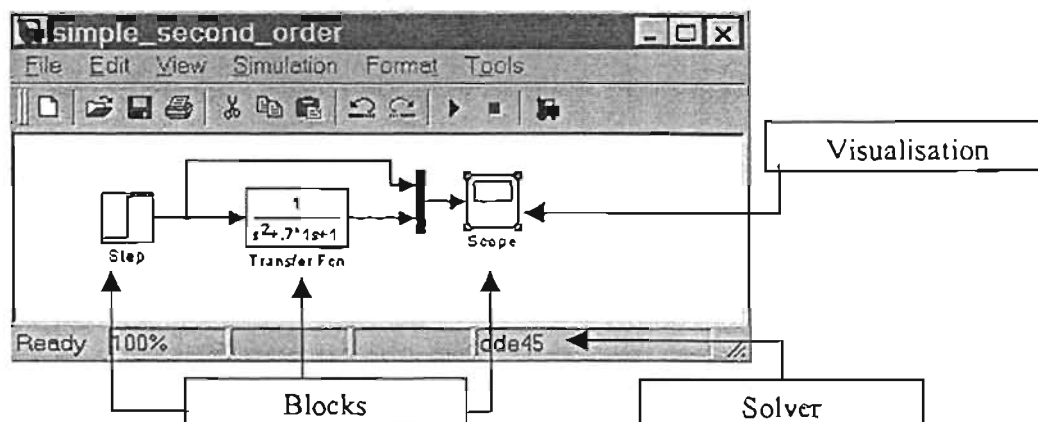 simple_second_order
File Edit View Simulation Format Tools
Visualisation
1
s²+.7*1s+1
Step
Transfer Fcn
Scope
Ready 100% ode45
Blocks
Solver